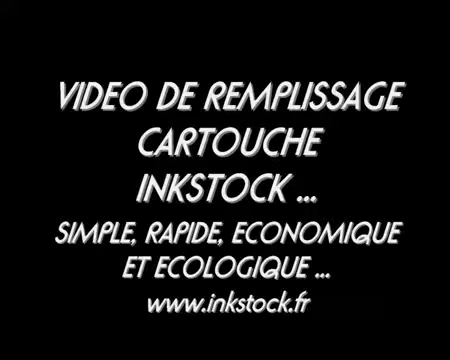 VIDEO DE REMPLISSAGE
CARTOUCHE
INKSTOCK ...
SIMPLE, RAPIDE, ECONOMIQUE
ET ECOLOGIQUE ...
www.inkstock.fr